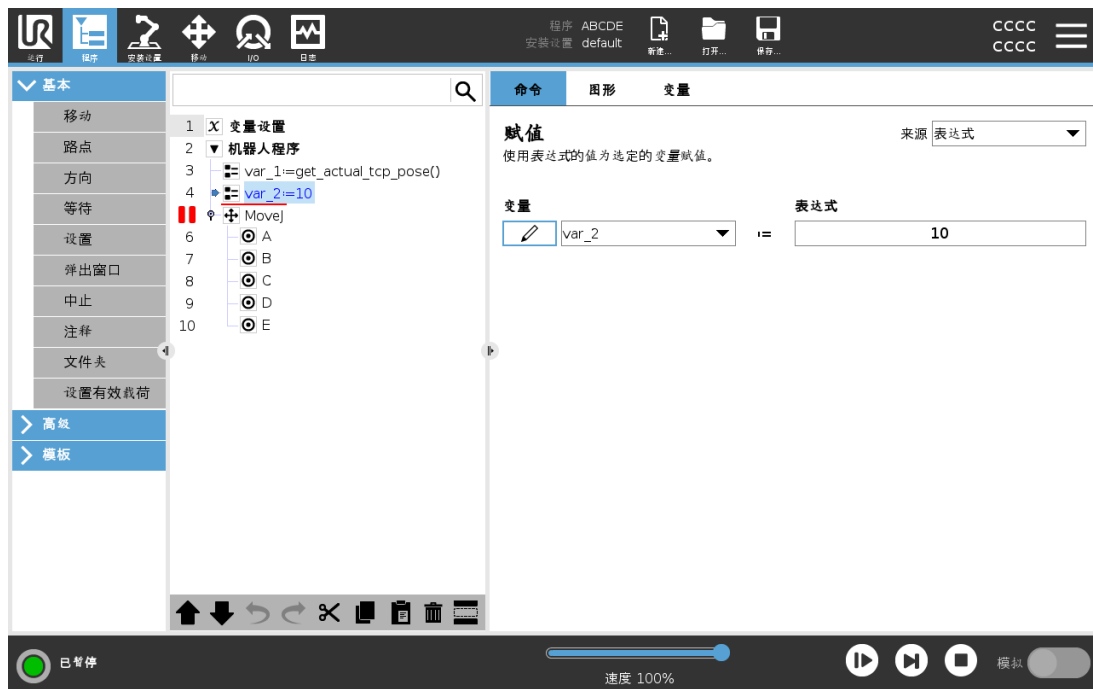 UR
运行
程序
安装设置
移动
I/O
日志
程序 ABCDE
安装设置 default
新建...
打开...
保存...
CCCC
CCCC
基本
移动
路点
方向
等待
设置
弹出窗口
中止
注释
文件夹
设置有效载荷
高级
模板
1 X 变量设置
2 机器人程序
3 var_1:=get_actual_tcp_pose()
4 var_2:=10
MoveJ
6 A
7 B
8 C
9 D
10 E
命令 图形 变量
赋值
来源 表达式
使用表达式的值为选定的变量赋值。
变量 表达式
var_2 := 10
已暂停
速度 100%
模拟